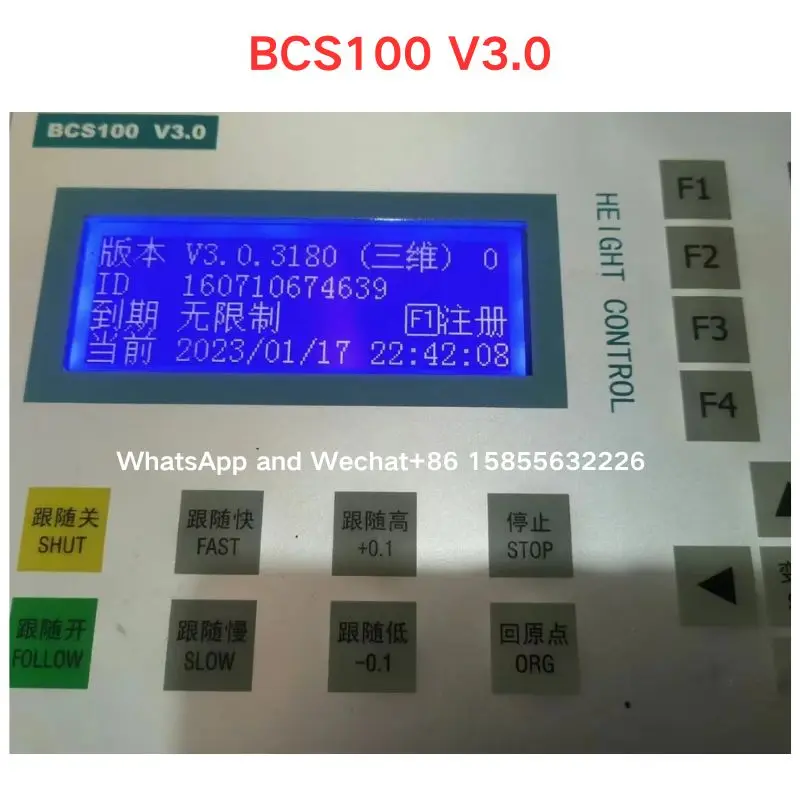 BCS100 V3.0
BCS100 V3.0
版本 V3.0.3180 (三维) 0
ID 160710674639
到期 无限制 F1注册
当前 2023/01/17 22:42:08
HEIGHT CONTROL
F1
F2
F3
F4
WhatsApp and Wechat+86 15855632226
跟随关
SHUT
跟随快
FAST
跟随高
+0.1
停止
STOP
跟随开
FOLLOW
跟随慢
SLOW
跟随低
-0.1
回原点
ORG